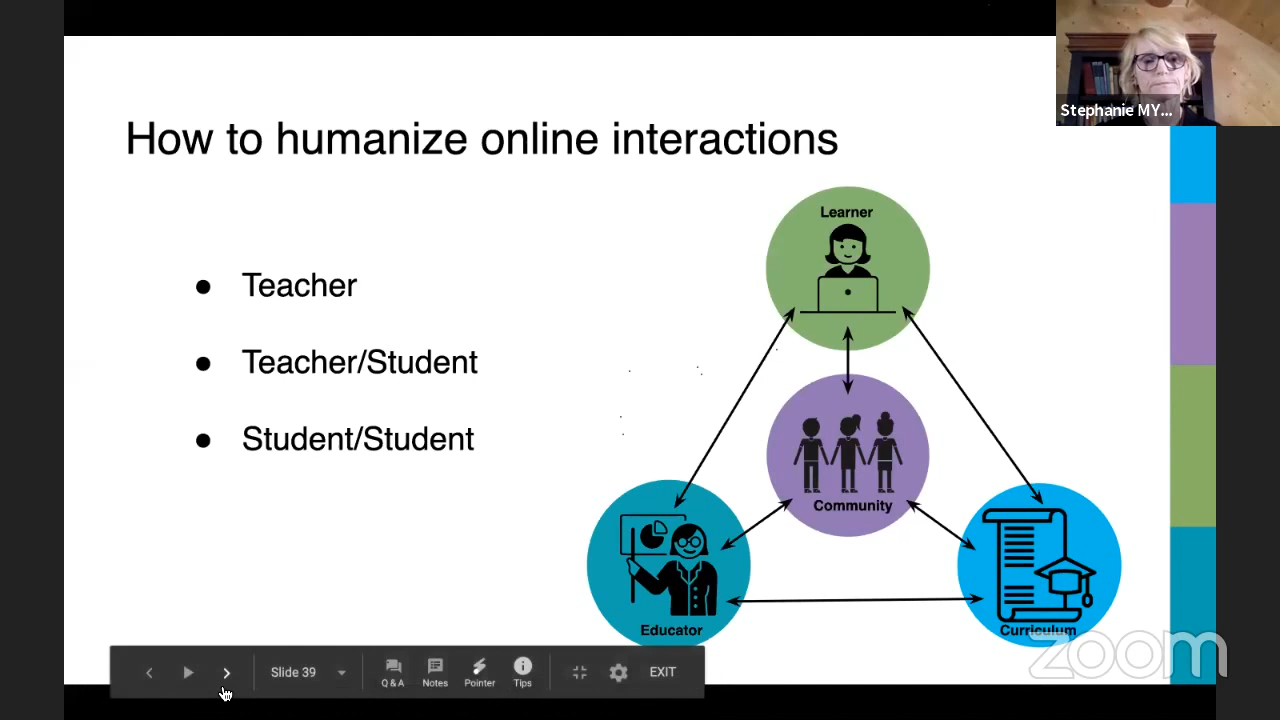 Stephanie MY...
How to humanize online interactions
Learner
● Teacher
● Teacher/Student
● Student/Student
Community
Educator
Curriculum
zoom
Slide 39
Q & A
Notes
Pointer
Tips
EXIT